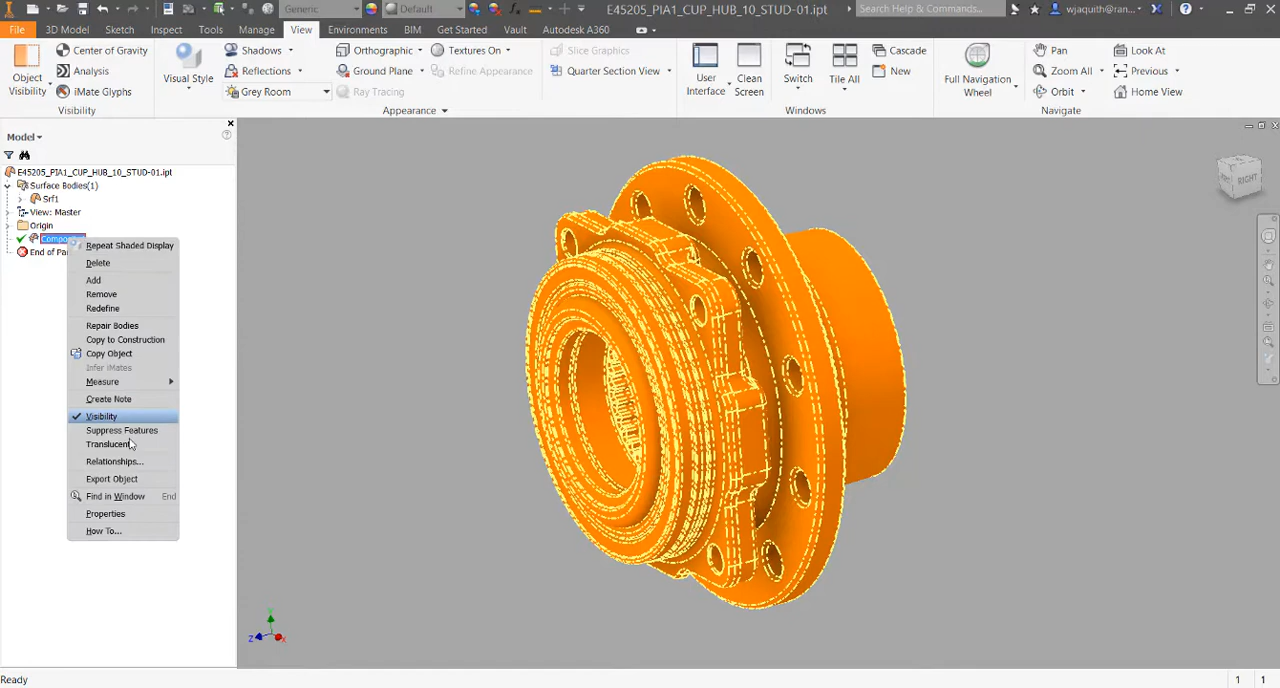 Generic
Default
E45205_PIA1_CUP_HUB_10_STUD-01.ipt
Search Help & Commands...
wjaquith@ran...
File 3D Model Sketch Inspect Tools Manage View Environments BIM Get Started Vault Autodesk A360
Object Visibility
Center of Gravity
Analysis
iMate Glyphs
Visibility
Visual Style
Shadows
Reflections
Grey Room
Orthographic
Ground Plane
Ray Tracing
Textures On
Refine Appearance
Slice Graphics
Quarter Section View
Appearance
User Interface
Clean Screen
Switch
Tile All
Cascade
New
Windows
Full Navigation Wheel
Pan
Zoom All
Orbit
Look At
Previous
Home View
Navigate
Model
E45205_PIA1_CUP_HUB_10_STUD-01.ipt
Surface Bodies(1)
Srf1
View: Master
Origin
Compo
End of Pa
Repeat Shaded Display
Delete
Add
Remove
Redefine
Repair Bodies
Copy to Construction
Copy Object
Infer iMates
Measure
Create Note
Visibility
Suppress Features
Translucent
Relationships...
Export Object
Find in Window End
Properties
How To...
RIGHT
Y
Z
X
Ready
1 1